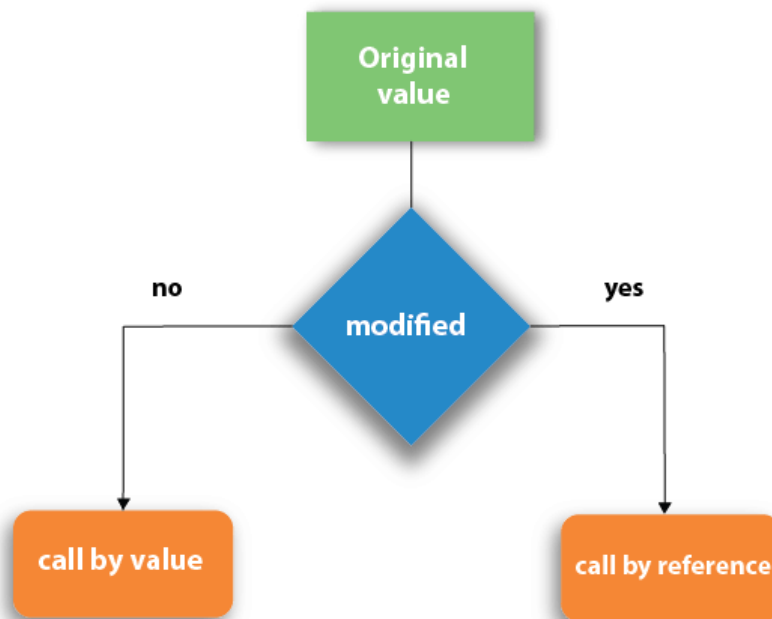 Original
value
no
yes
modified
call by value
call by reference